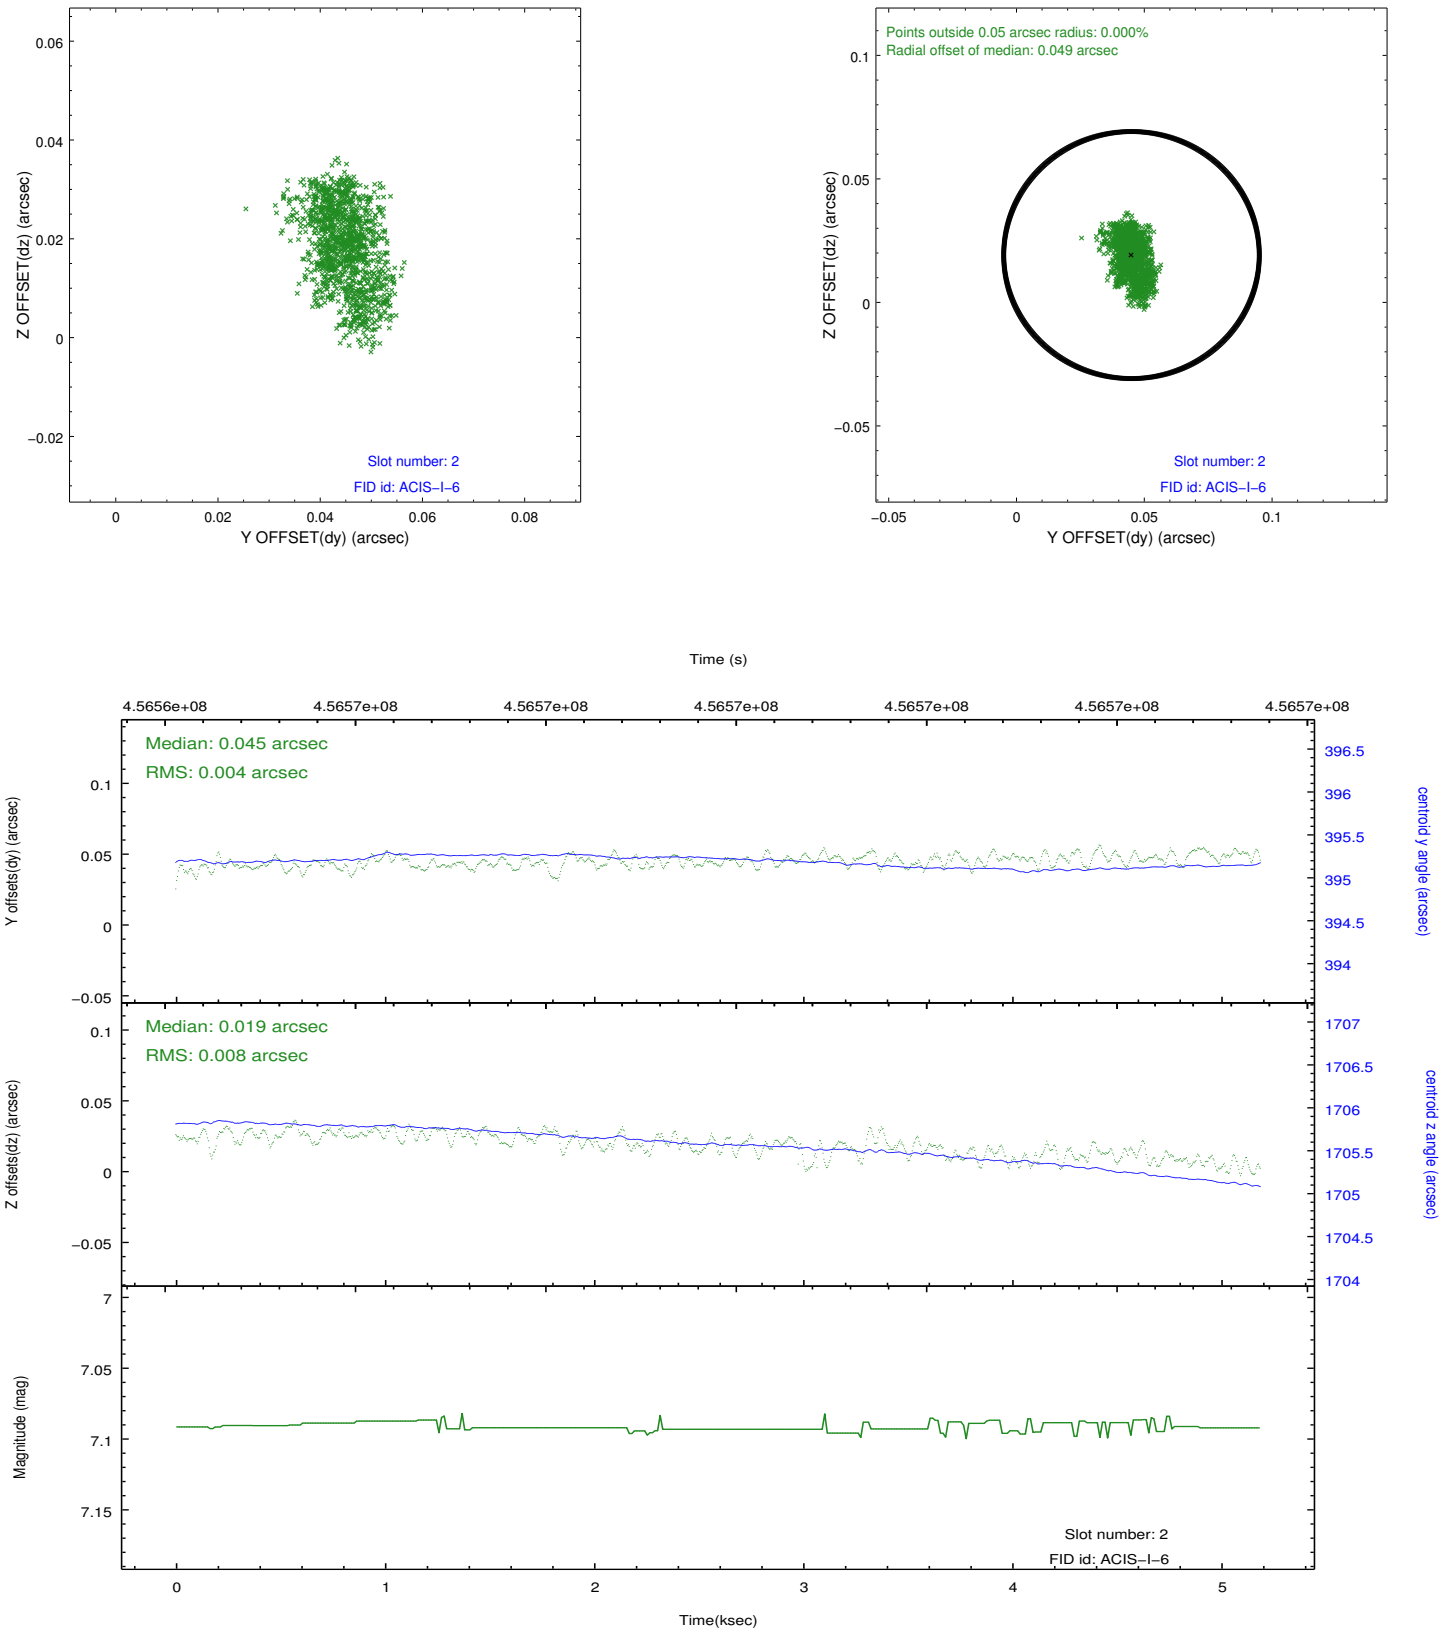 0.06
0.04
0.02
0
−0.02
Z OFFSET(dz) (arcsec)
Slot number: 2
FID id: ACIS−I−6
0 0.02 0.04 0.06 0.08
Y OFFSET(dy) (arcsec)
Points outside 0.05 arcsec radius: 0.000%
Radial offset of median: 0.049 arcsec
0.1
0.05
0
−0.05
Z OFFSET(dz) (arcsec)
Slot number: 2
FID id: ACIS−I−6
−0.05 0 0.05 0.1
Y OFFSET(dy) (arcsec)
Time (s)
4.5656e+08 4.5657e+08 4.5657e+08 4.5657e+08 4.5657e+08 4.5657e+08 4.5657e+08
Median: 0.045 arcsec
RMS: 0.004 arcsec
0.1
0.05
0
−0.05
Y offsets(dy) (arcsec)
396.5
396
395.5
395
394.5
394
centroid y angle (arcsec)
Median: 0.019 arcsec
RMS: 0.008 arcsec
0.1
0.05
0
−0.05
Z offsets(dz) (arcsec)
1707
1706.5
1706
1705.5
1705
1704.5
1704
centroid z angle (arcsec)
7
7.05
7.1
7.15
Magnitude (mag)
Slot number: 2
FID id: ACIS−I−6
0 1 2 3 4 5
Time(ksec)